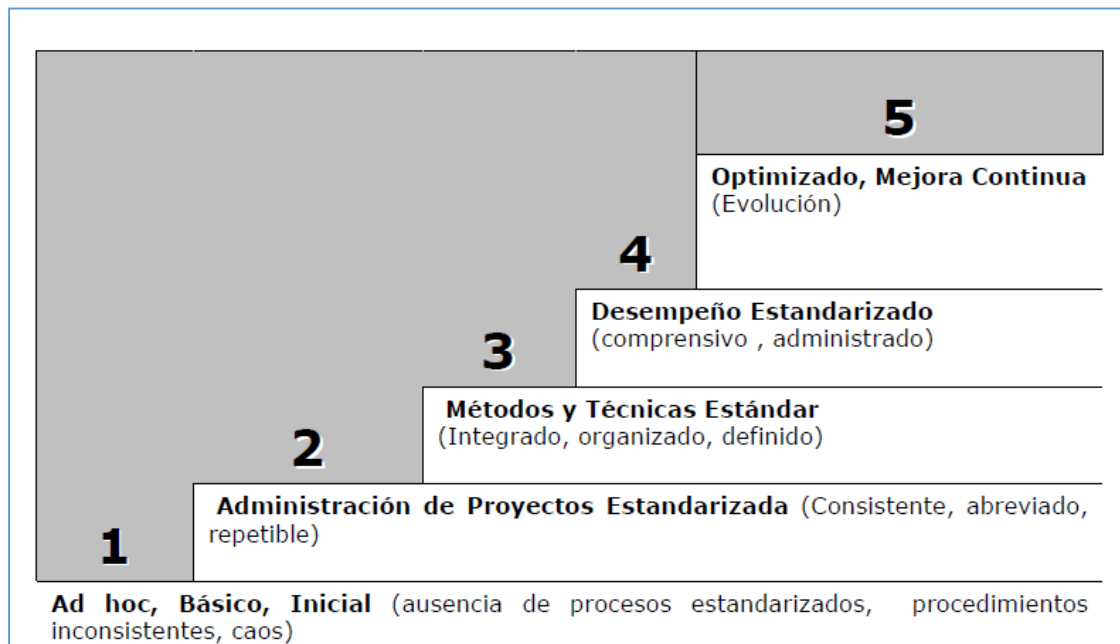 5
Optimizado, Mejora Continua
(Evolución)
4
Desempeño Estandarizado
(comprensivo , administrado)
3
Métodos y Técnicas Estándar
(Integrado, organizado, definido)
2
Administración de Proyectos Estandarizada (Consistente, abreviado,
repetible)
1
Ad hoc, Básico, Inicial (ausencia de procesos estandarizados, procedimientos
inconsistentes, caos)